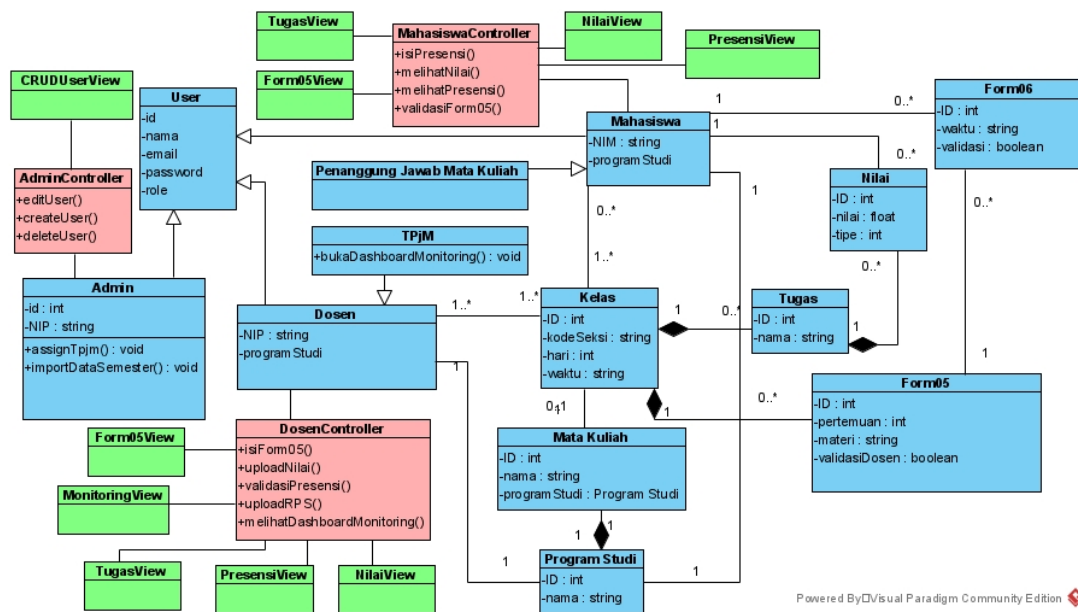 TugasView
MahasiswaController
+isiPresensi()
+melihatNilai()
+melihatPresensi()
+validasiForm05()
NilaiView
PresensiView
Form05View
CRUDUserView
User
-id
-nama
-email
-password
-role
Form06
-ID : int
-waktu : string
-validasi : boolean
1
0..*
Mahasiswa
-NIM : string
-programStudi
1
0..*
1
Penanggung Jawab Mata Kuliah
AdminController
+editUser()
+createUser()
+deleteUser()
Nilai
-ID : int
-nilai : float
-tipe : int
0..*
0..*
0..*
TPjM
+bukaDashboardMonitoring() : void
1..*
Admin
-id : int
-NIP : string
+assignTpjm() : void
+importDataSemester() : void
Dosen
-NIP : string
-programStudi
1..*
1..*
Kelas
-ID : int
-kodeSeksi : string
-hari : int
-waktu : string
1
0..*
Tugas
-ID : int
-nama : string
1
1
1
Form05
-ID : int
-pertemuan : int
-materi : string
-validasiDosen : boolean
0..*
1
1
DosenController
+isiForm05()
+uploadNilai()
+validasiPresensi()
+uploadRPS()
+melihatDashboardMonitoring()
Form05View
MonitoringView
Mata Kuliah
-ID : int
-nama : string
-programStudi : Program Studi
1
1
1
1
Program Studi
-ID : int
-nama : string
TugasView
PresensiView
NilaiView
Powered By□Visual Paradigm Community Edition